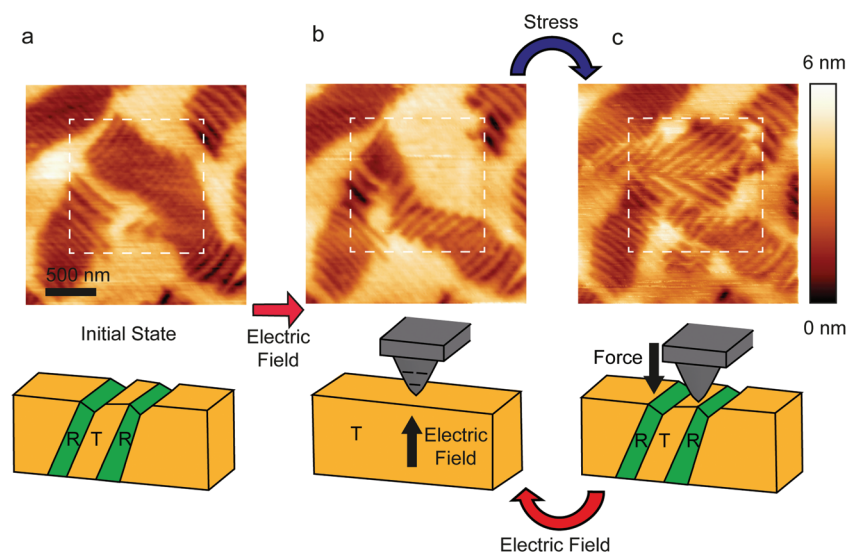 a
b
Stress
c
6 nm
500 nm
0 nm
Initial State
Electric
Field
Force
R
T
R
T
Electric
Field
R
T
R
Electric Field